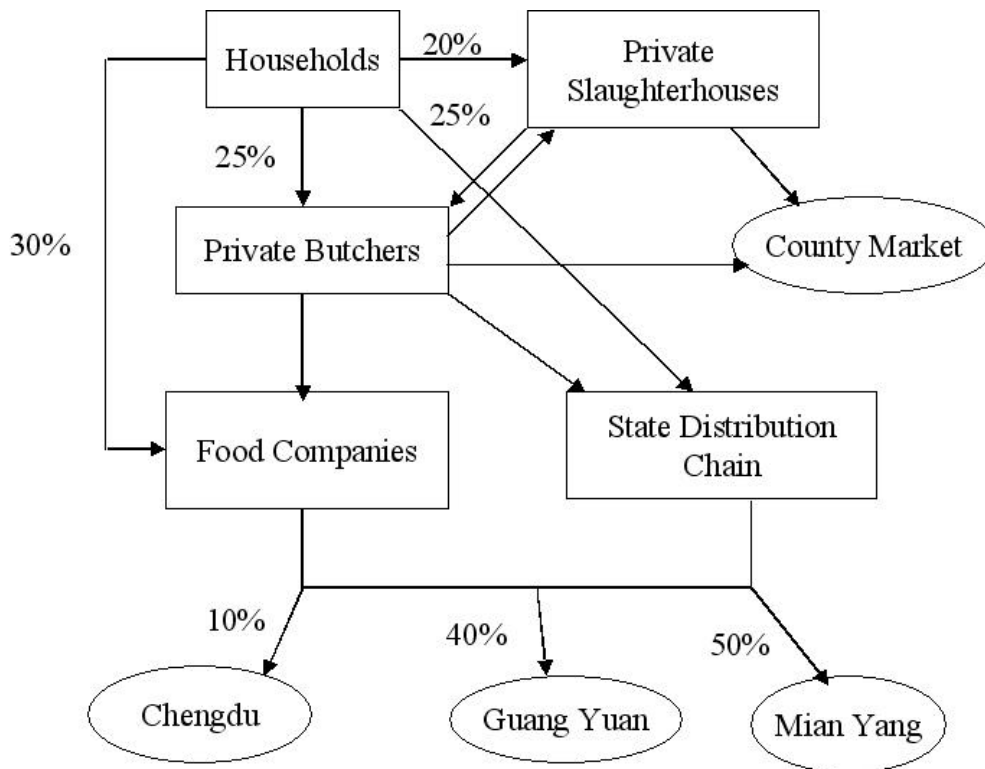 Households
20%
Private
Slaughterhouses
25%
25%
30%
Private Butchers
County Market
Food Companies
State Distribution
Chain
10%
40%
50%
Chengdu
Guang Yuan
Mian Yang